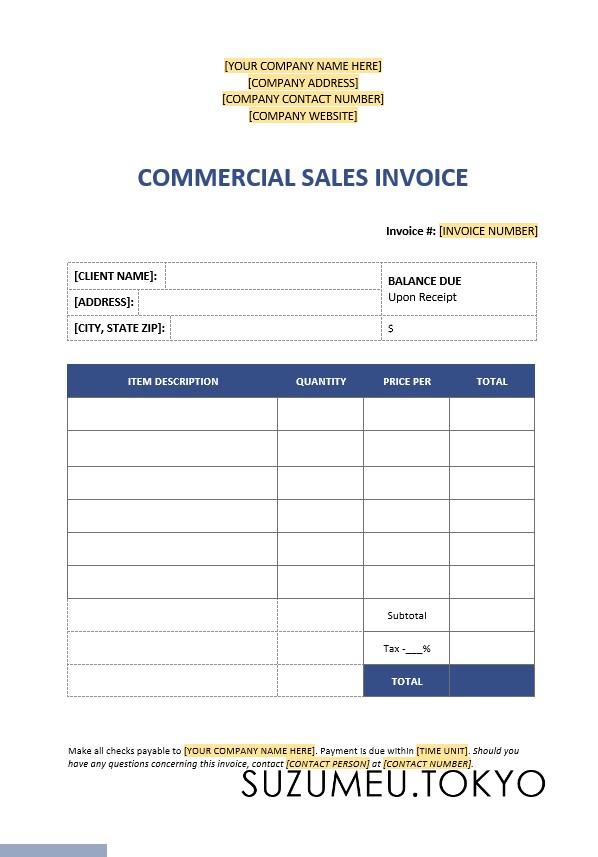 [YOUR COMPANY NAME HERE]
[COMPANY ADDRESS]
[COMPANY CONTACT NUMBER]
[COMPANY WEBSITE]
COMMERCIAL SALES INVOICE
Invoice #: [INVOICE NUMBER]
[CLIENT NAME]:
BALANCE DUE
Upon Receipt
[ADDRESS]:
[CITY, STATE ZIP]:
$
ITEM DESCRIPTION QUANTITY PRICE PER TOTAL
Subtotal
Tax -___%
TOTAL
Make all checks payable to [YOUR COMPANY NAME HERE]. Payment is due within [TIME UNIT]. Should you
have any questions concerning this invoice, contact [CONTACT PERSON] at [CONTACT NUMBER].
SUZUMEU.TOKYO